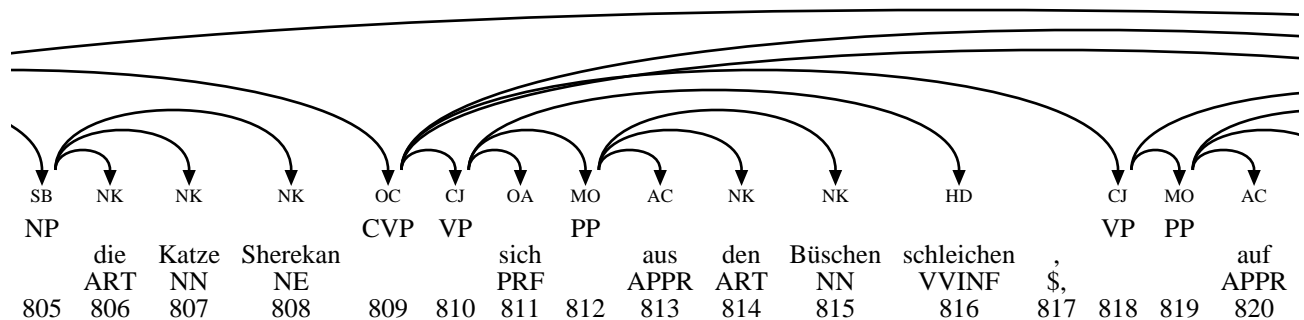 SB NK NK NK OC CJ OA MO AC NK NK HD CJ MO AC
NP CVP VP PP VP PP
die Katze Sherekan sich aus den Büschen schleichen , auf
ART NN NE PRF APPR ART NN VVINF $, APPR
805 806 807 808 809 810 811 812 813 814 815 816 817 818 819 820